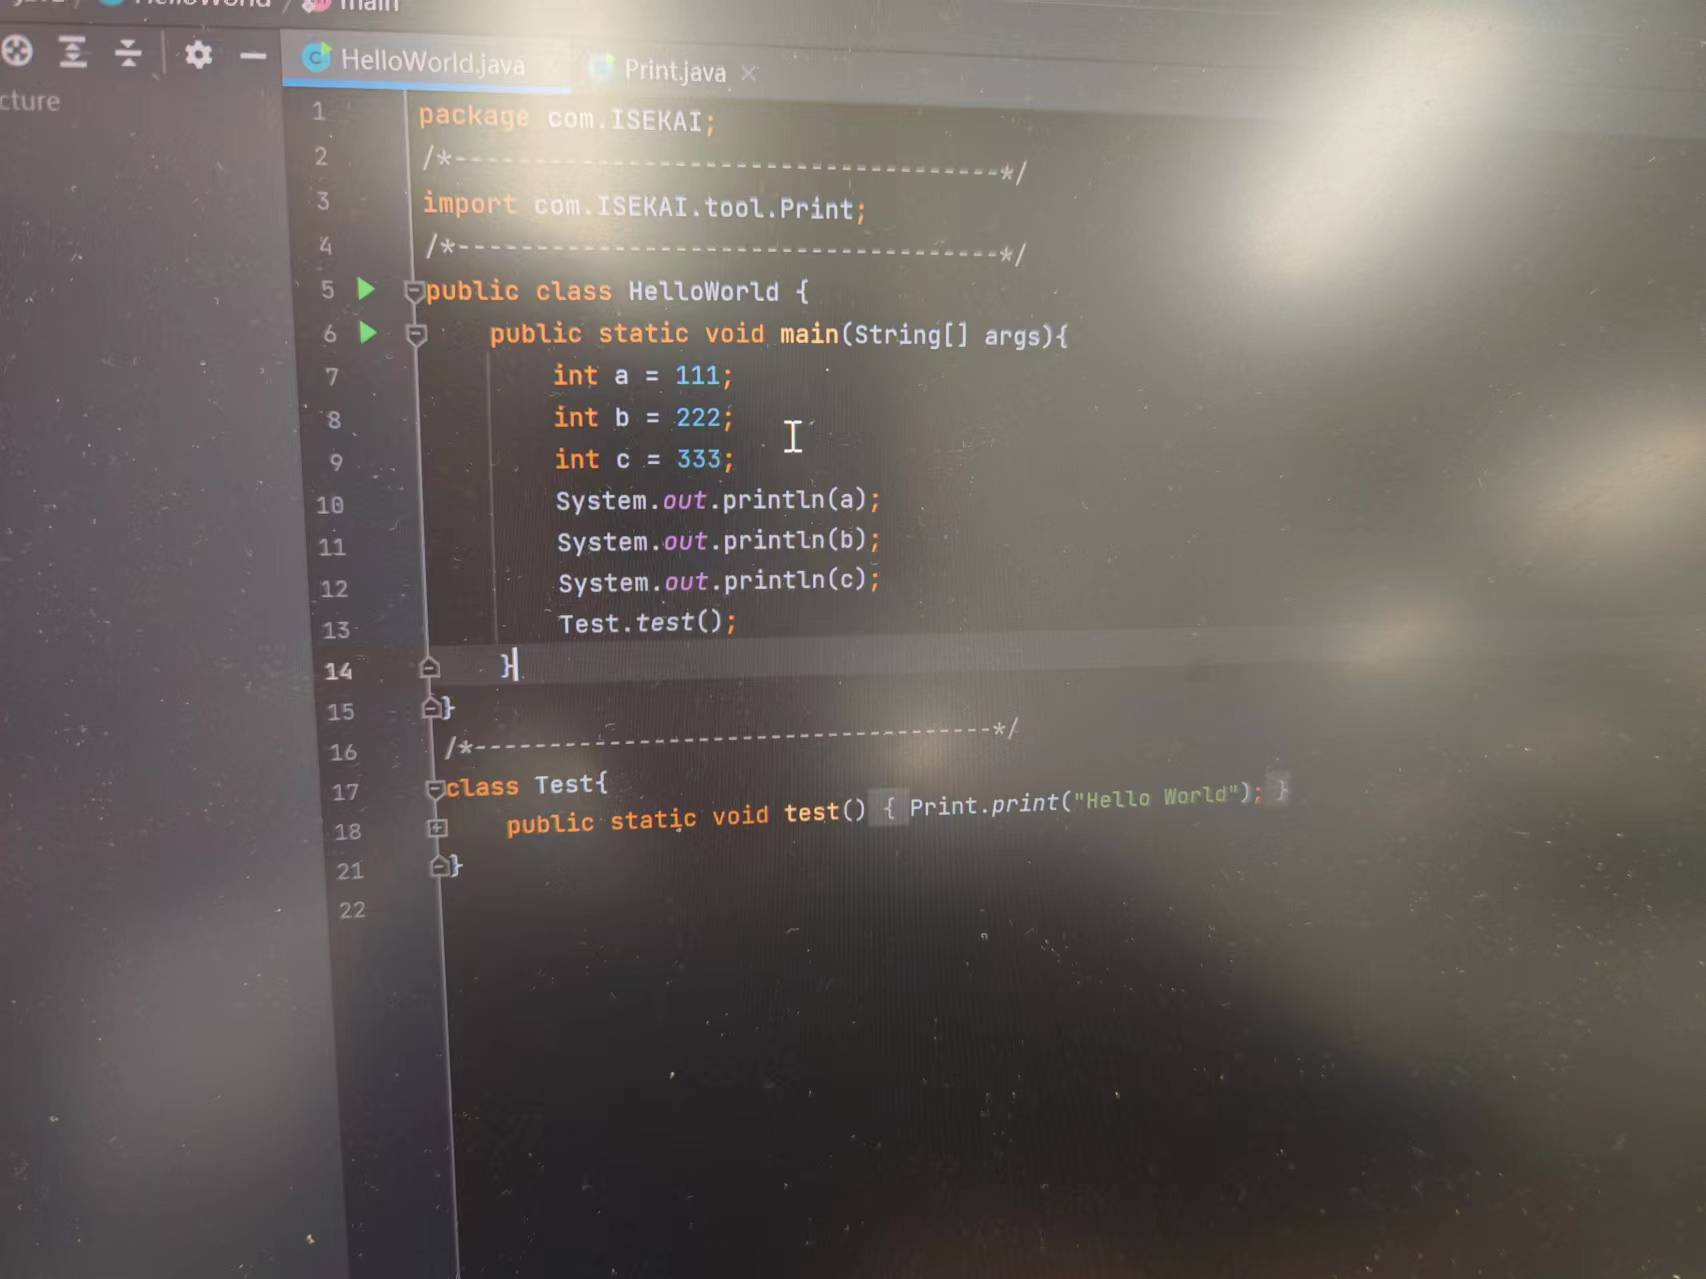 HelloWorld / main
cture
HelloWorld.java Print.java ×
1 package com.ISEKAI;
2 /*-----------------------------------*/
3 import com.ISEKAI.tool.Print;
4 /*-----------------------------------*/
5 public class HelloWorld {
6 public static void main(String[] args){
7 int a = 111;
8 int b = 222;
9 int c = 333;
10 System.out.println(a);
11 System.out.println(b);
12 System.out.println(c);
13 Test.test();
14 }
15 }
16 /*-----------------------------------*/
17 class Test{
18 public static void test() { Print.print("Hello World"); }
21 }
22